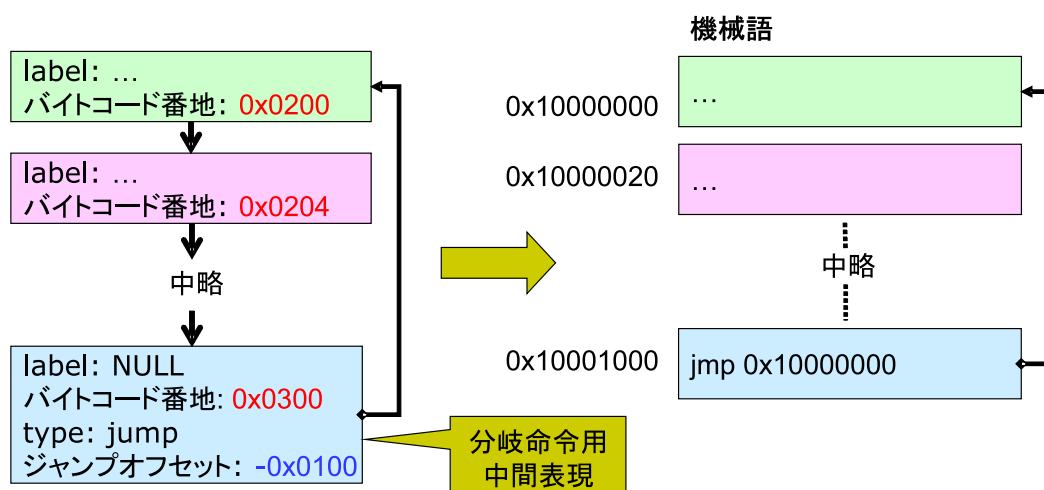 label: …
バイトコード番地: 0x0200
label: …
バイトコード番地: 0x0204
中略
label: NULL
バイトコード番地: 0x0300
type: jump
ジャンプオフセット: -0x0100
分岐命令用
中間表現
機械語
0x10000000
…
0x10000020
…
中略
0x10001000
jmp 0x10000000